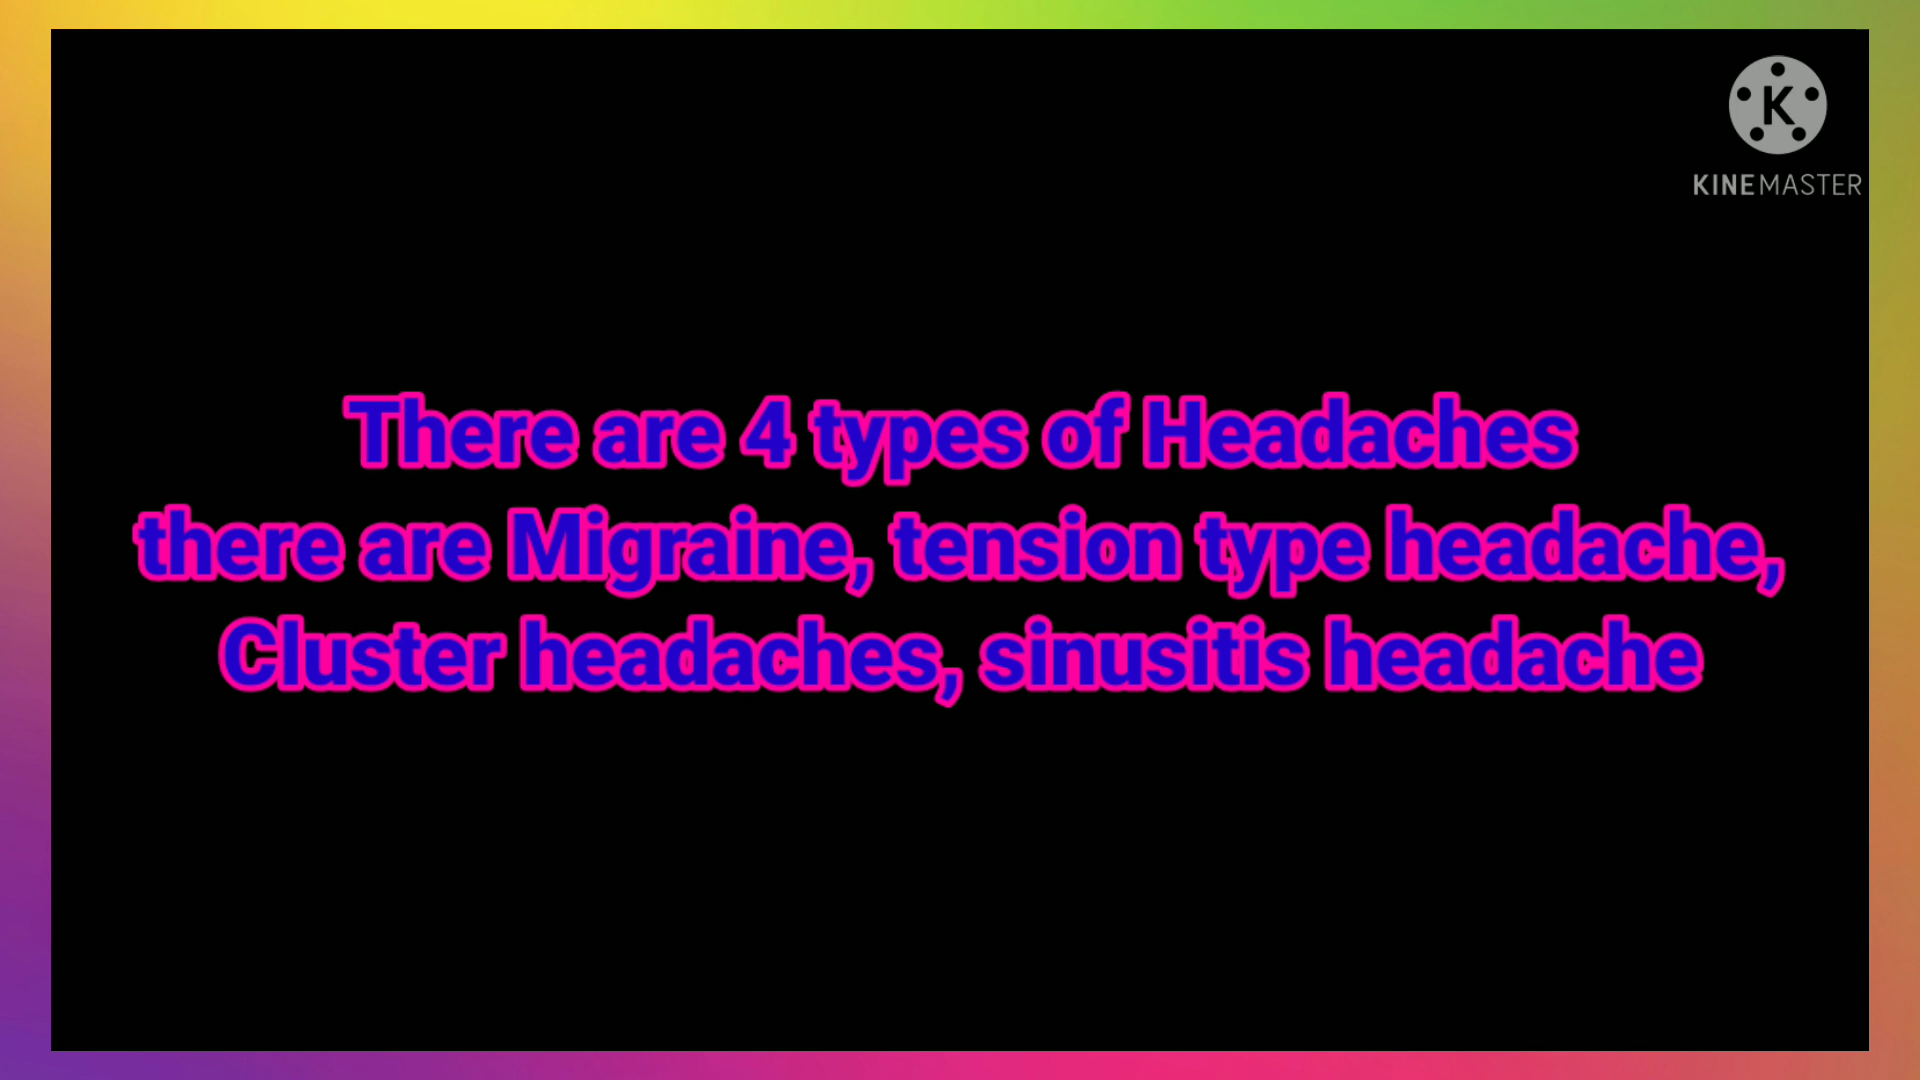 K
KINEMASTER
There are 4 types of Headaches
there are Migraine, tension type headache,
Cluster headaches, sinusitis headache